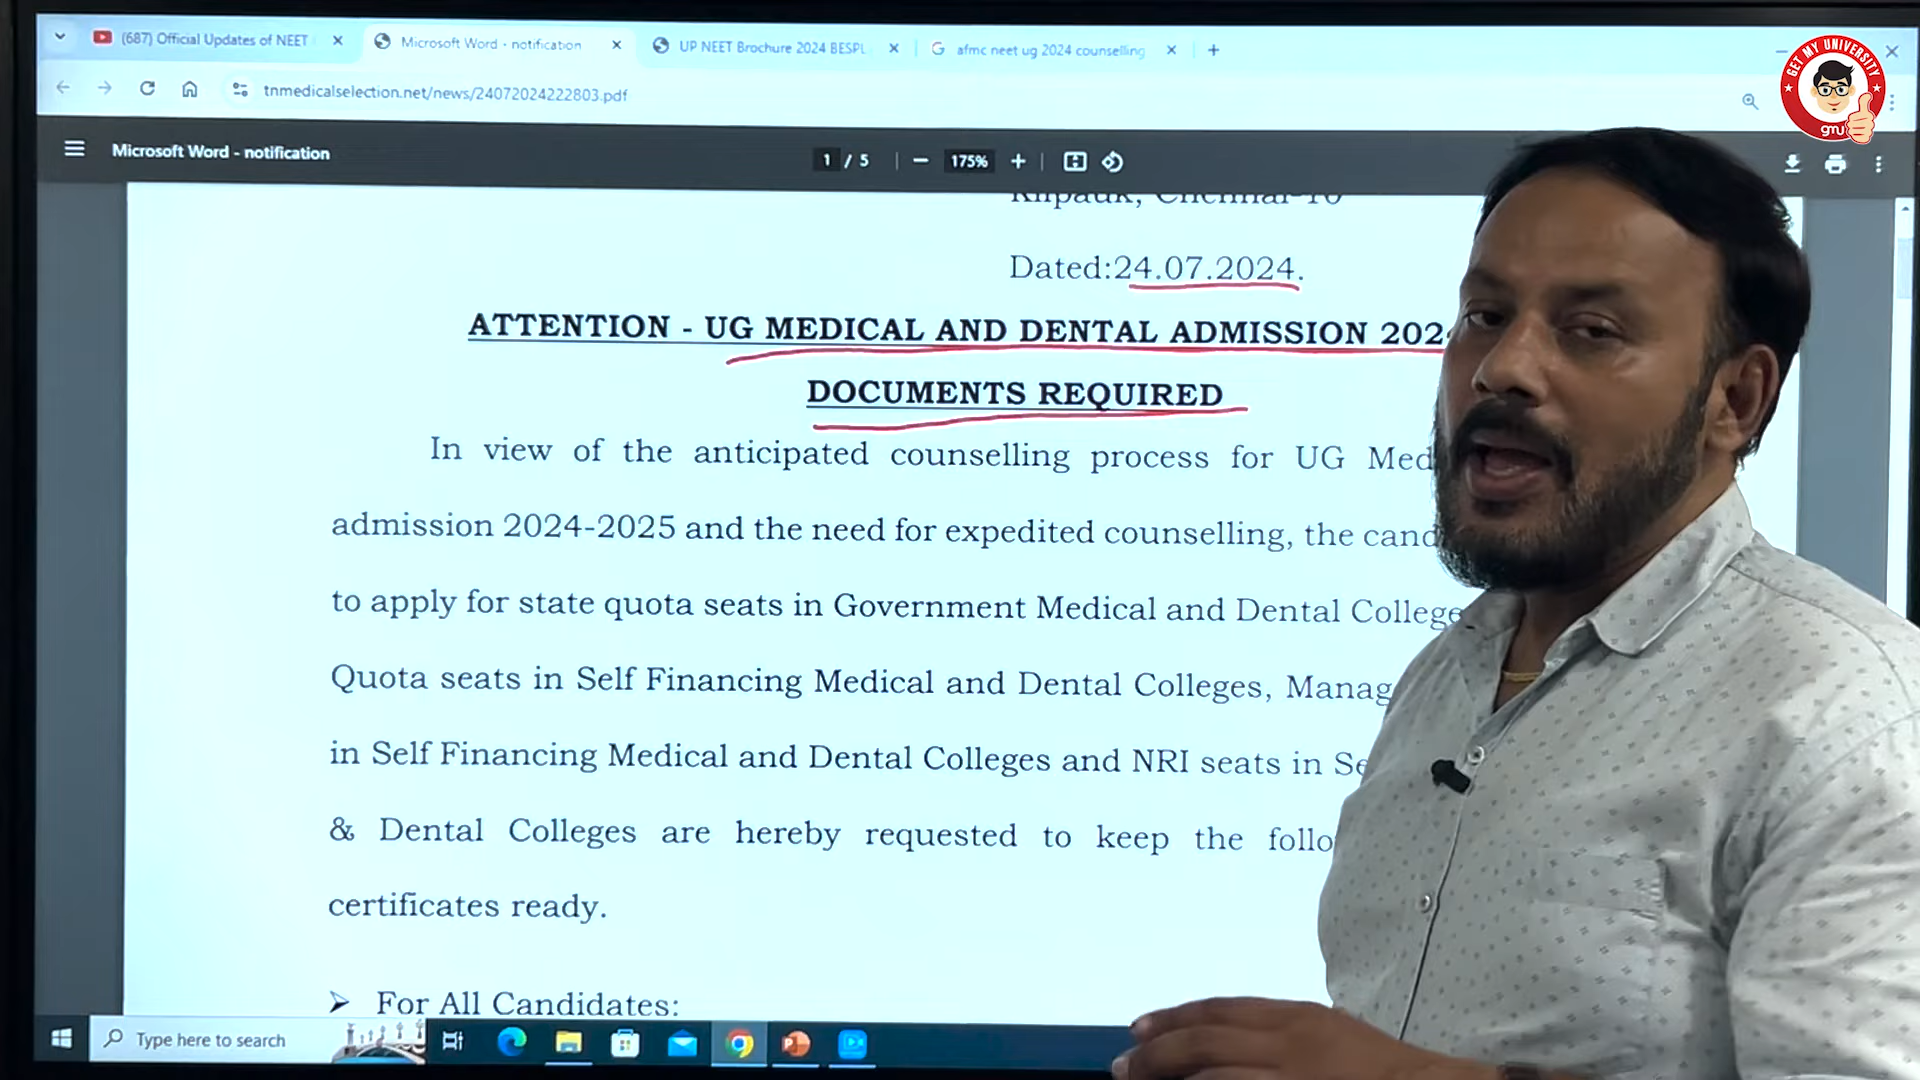 (687) Official Updates of NEET
Microsoft Word - notification
UP NEET Brochure 2024 BESPL
afmc neet ug 2024 counselling
tnmedicalselection.net/news/24072024222803.pdf
GET MY UNIVERSITY
gmu
Microsoft Word - notification
1 / 5
175%
Kilpauk, Chennai-10
Dated:24.07.2024.
ATTENTION - UG MEDICAL AND DENTAL ADMISSION 202
DOCUMENTS REQUIRED
In view of the anticipated counselling process for UG Med
admission 2024-2025 and the need for expedited counselling, the cand
to apply for state quota seats in Government Medical and Dental College
Quota seats in Self Financing Medical and Dental Colleges, Manag
in Self Financing Medical and Dental Colleges and NRI seats in Se
& Dental Colleges are hereby requested to keep the follo
certificates ready.
For All Candidates:
Type here to search